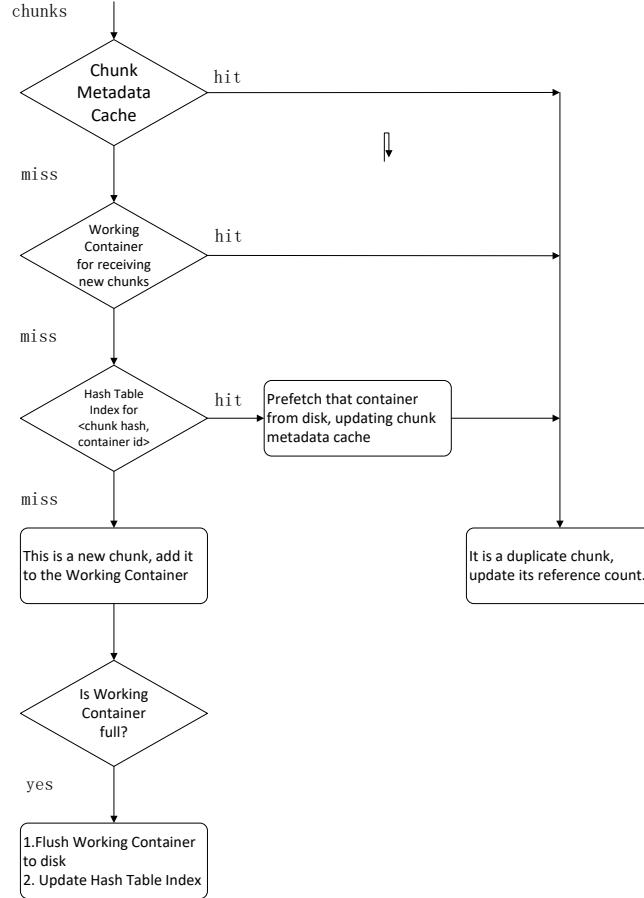 chunks
Chunk
Metadata
Cache
hit
miss
Working
Container
for receiving
new chunks
hit
miss
Hash Table
Index for
<chunk hash,
container id>
hit
Prefetch that container
from disk, updating chunk
metadata cache
miss
This is a new chunk, add it
to the Working Container
It is a duplicate chunk,
update its reference count.
Is Working
Container
full?
yes
1.Flush Working Container
to disk
2. Update Hash Table Index